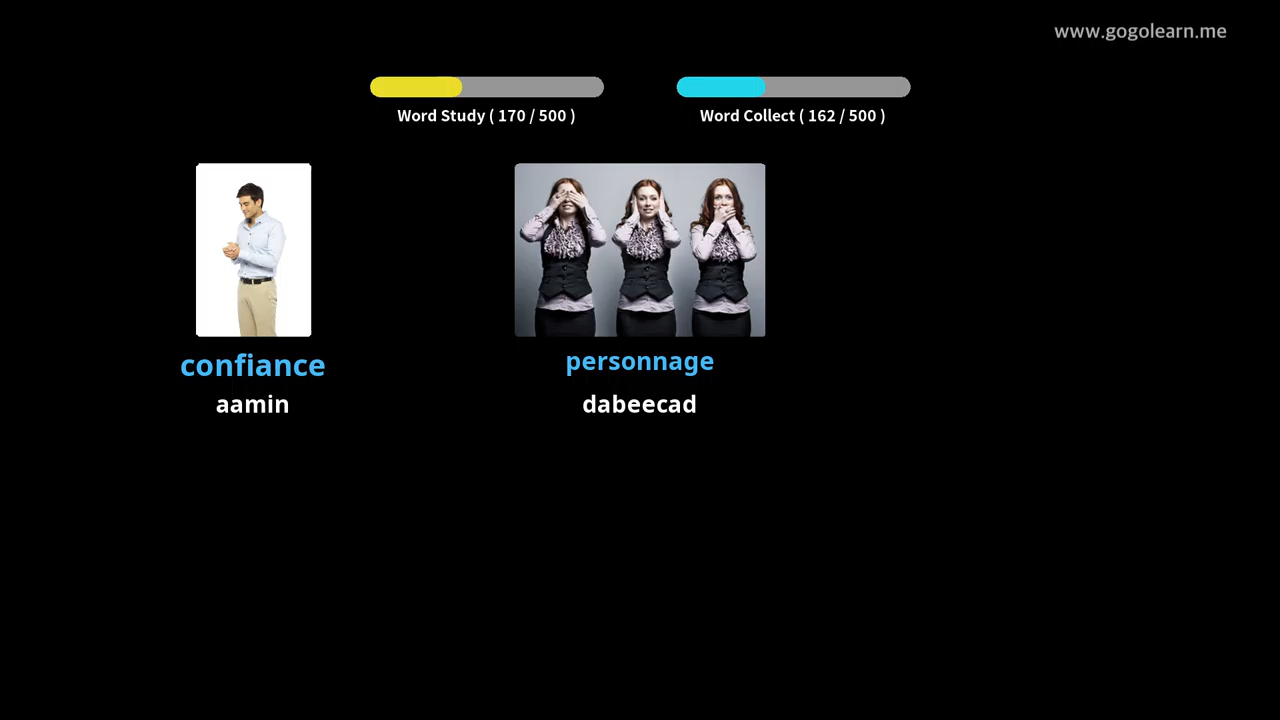 www.gogolearn.me
Word Study ( 170 / 500 )
Word Collect ( 162 / 500 )
confiance
aamin
personnage
dabeecad